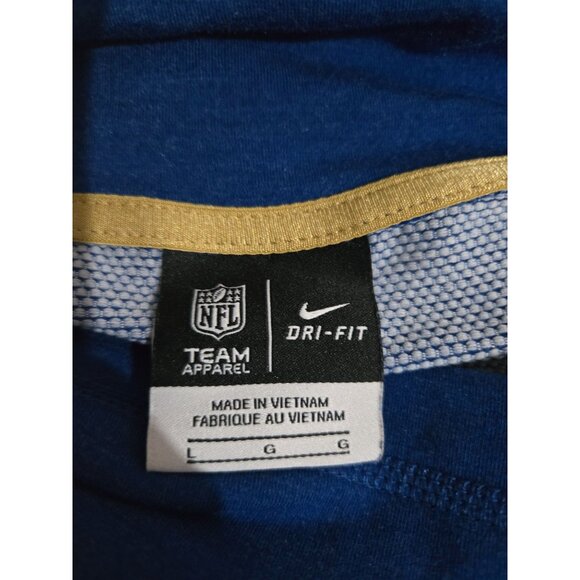 NFL
TEAM
APPAREL
DRI-FIT
MADE IN VIETNAM
FABRIQUE AU VIETNAM
L G G